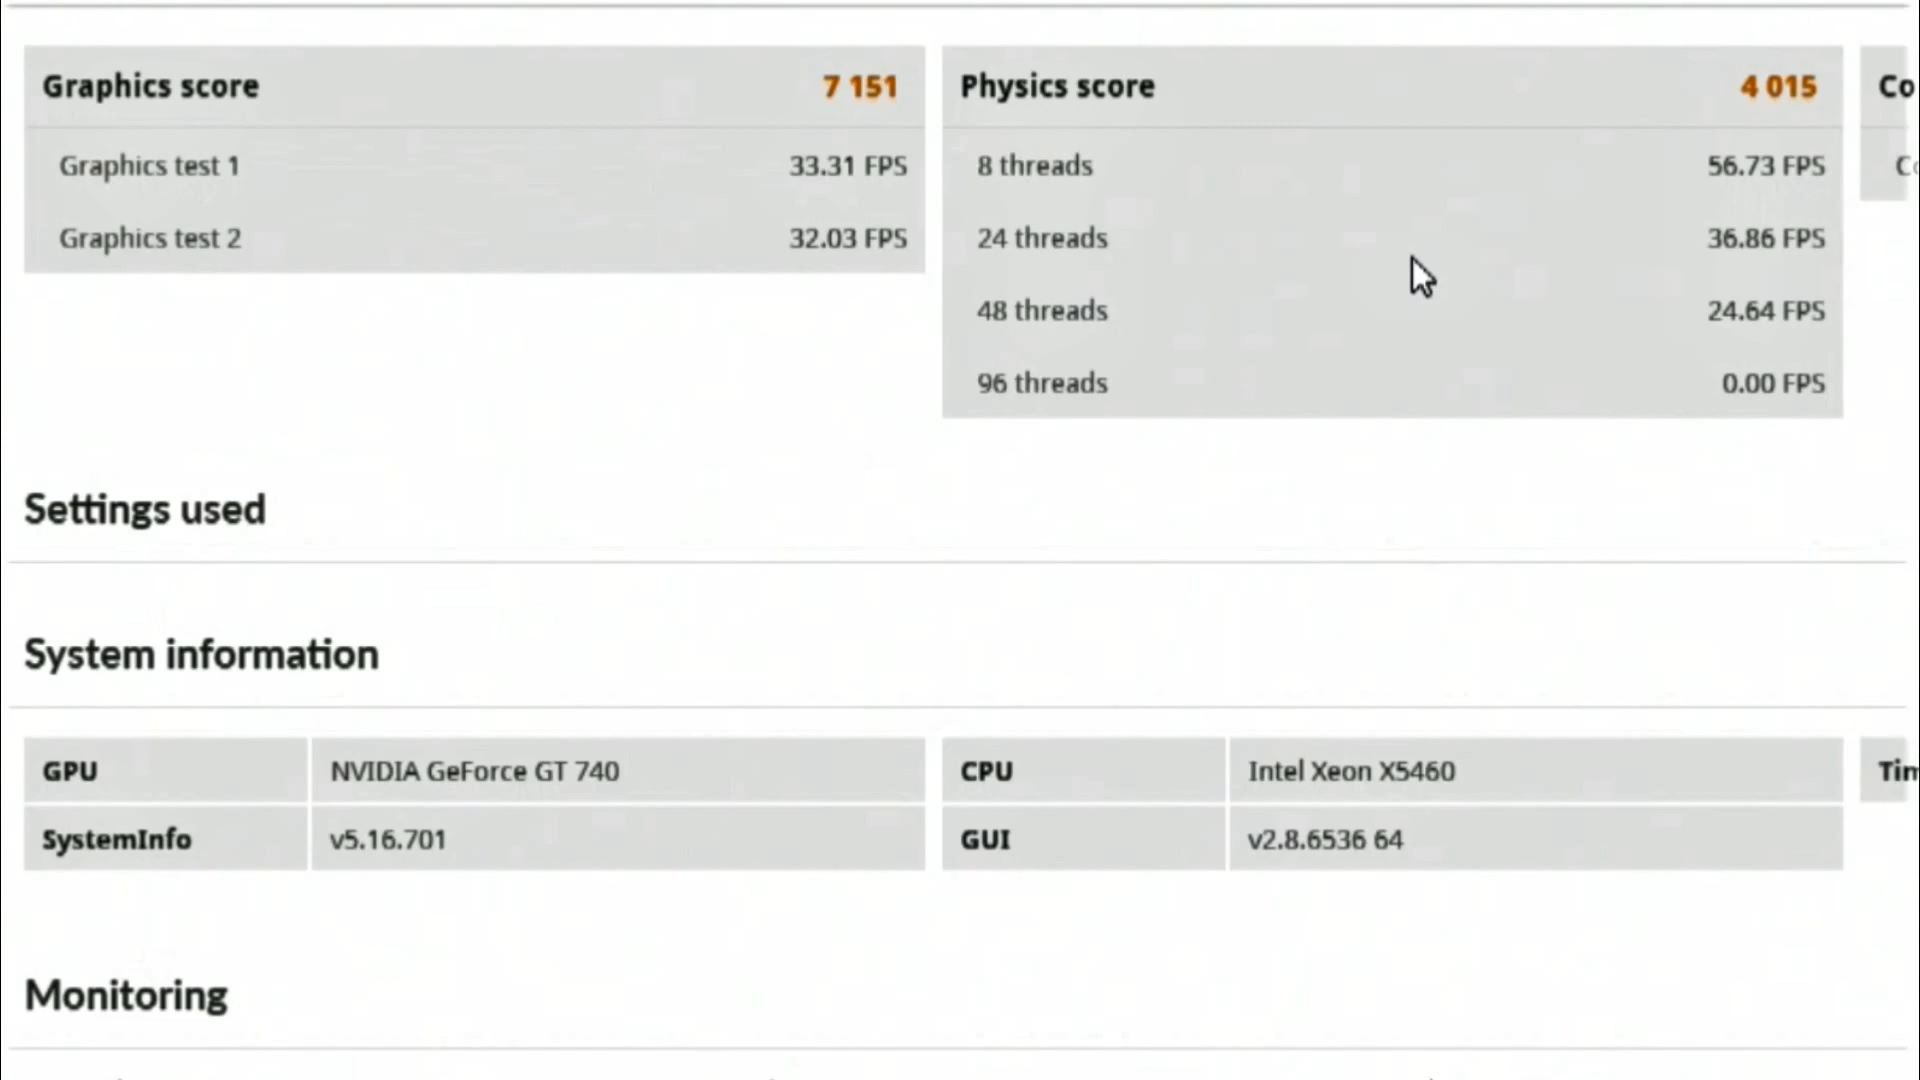 Graphics score 7 151
Graphics test 1 33.31 FPS
Graphics test 2 32.03 FPS
Physics score 4 015
8 threads 56.73 FPS
24 threads 36.86 FPS
48 threads 24.64 FPS
96 threads 0.00 FPS
Co
Co
Settings used
System information
GPU NVIDIA GeForce GT 740
SystemInfo v5.16.701
CPU Intel Xeon X5460
GUI v2.8.6536 64
Tim
Monitoring